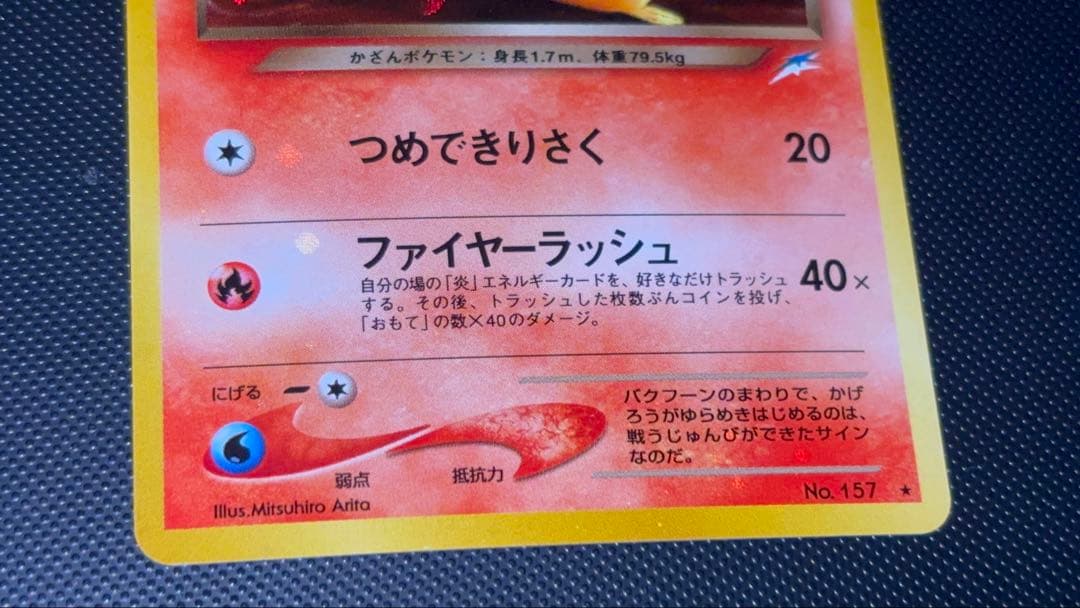 かざんポケモン：身長1.7m、体重79.5kg
つめできりさく 20
ファイヤーラッシュ
40×
自分の場の「炎」エネルギーカードを、好きなだけトラッシュ
する。その後、トラッシュした枚数ぶんコインを投げ、
「おもて」の数×40のダメージ。
にげる
弱点
抵抗力
バクフーンのまわりで、かげ
ろうがゆらめきはじめるのは、
戦うじゅんびができたサイン
なのだ。
Illus.Mitsuhiro Arita
No. 157 ★